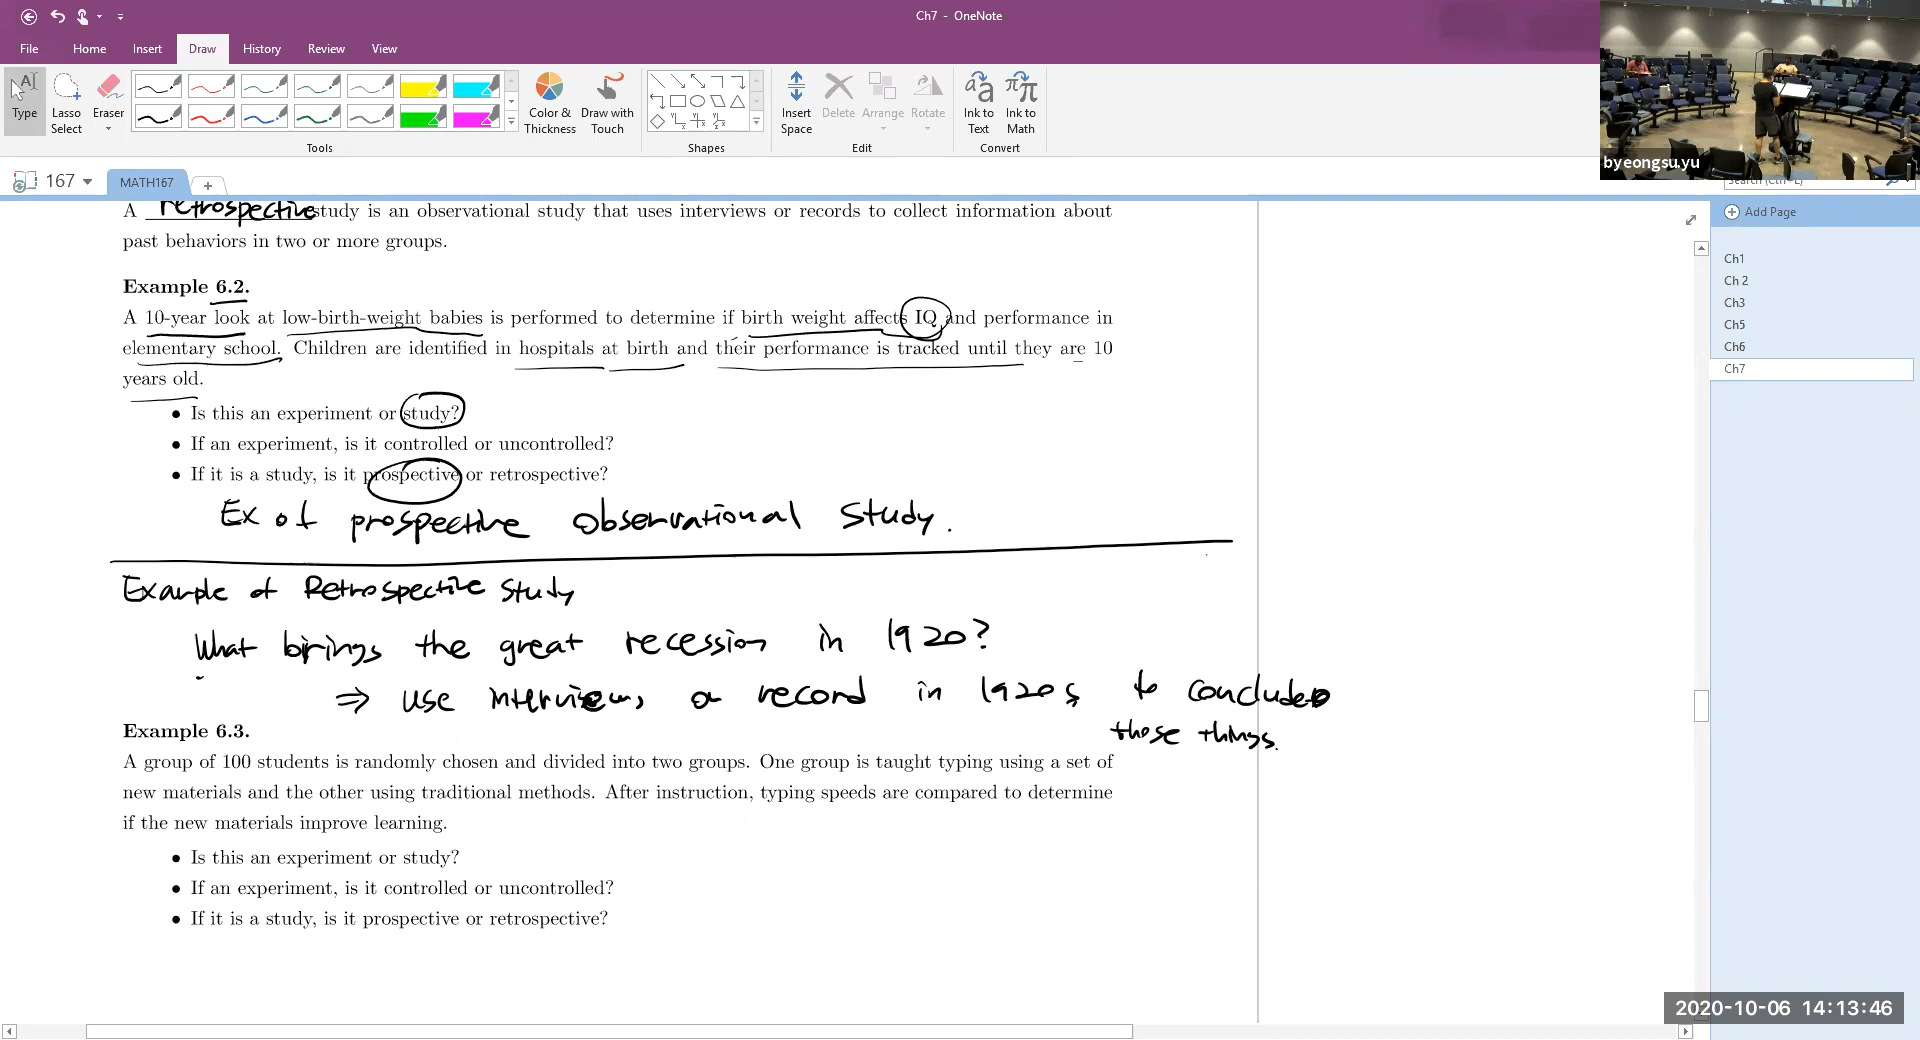 Ch7 - OneNote
File Home Insert Draw History Review View
Type
Lasso Select
Eraser
Color & Thickness
Draw with Touch
Insert Space
Delete
Arrange
Rotate
Ink to Text
Ink to Math
Tools Shapes Edit Convert
byeongsu.yu
167 MATH167
Search (Ctrl+E)
Add Page
Ch1
Ch 2
Ch3
Ch5
Ch6
Ch7
A retrospective study is an observational study that uses interviews or records to collect information about
past behaviors in two or more groups.
Example 6.2.
A 10-year look at low-birth-weight babies is performed to determine if birth weight affects IQ and performance in
elementary school. Children are identified in hospitals at birth and their performance is tracked until they are 10
years old.
• Is this an experiment or study?
• If an experiment, is it controlled or uncontrolled?
• If it is a study, is it prospective or retrospective?
Ex of prospective observational study.
Example of Retrospective study
What brings the great recession in 1920?
⇒ use interviews or record in 1920s to conclude
those things.
Example 6.3.
A group of 100 students is randomly chosen and divided into two groups. One group is taught typing using a set of
new materials and the other using traditional methods. After instruction, typing speeds are compared to determine
if the new materials improve learning.
• Is this an experiment or study?
• If an experiment, is it controlled or uncontrolled?
• If it is a study, is it prospective or retrospective?
2020-10-06 14:13:46